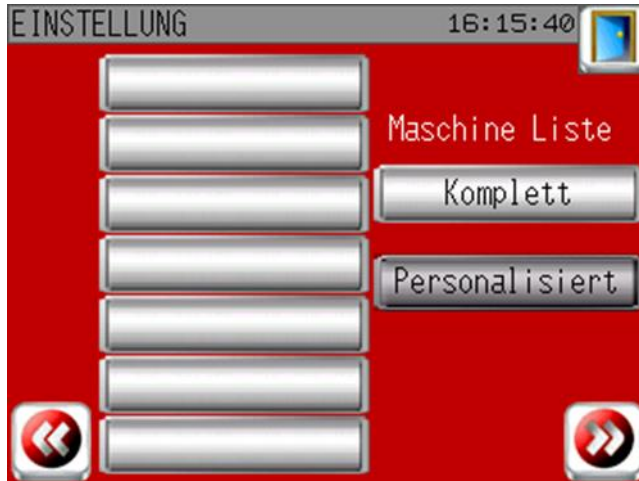 EINSTELLUNG 16:15:40
Maschine Liste
Komplett
Personalisiert